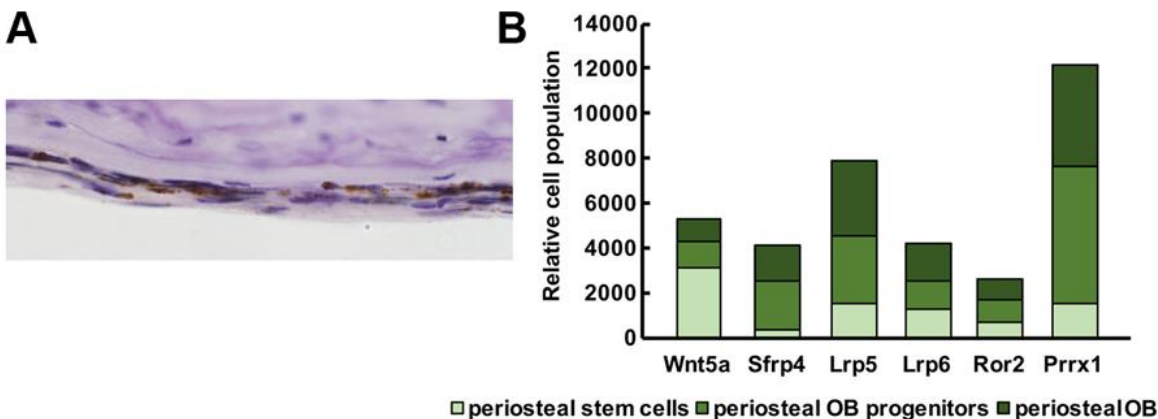 A
B
Relative cell population
14000
12000
10000
8000
6000
4000
2000
0
Wnt5a Sfrp4 Lrp5 Lrp6 Ror2 Prrx1
periosteal stem cells periosteal OB progenitors periosteal OB